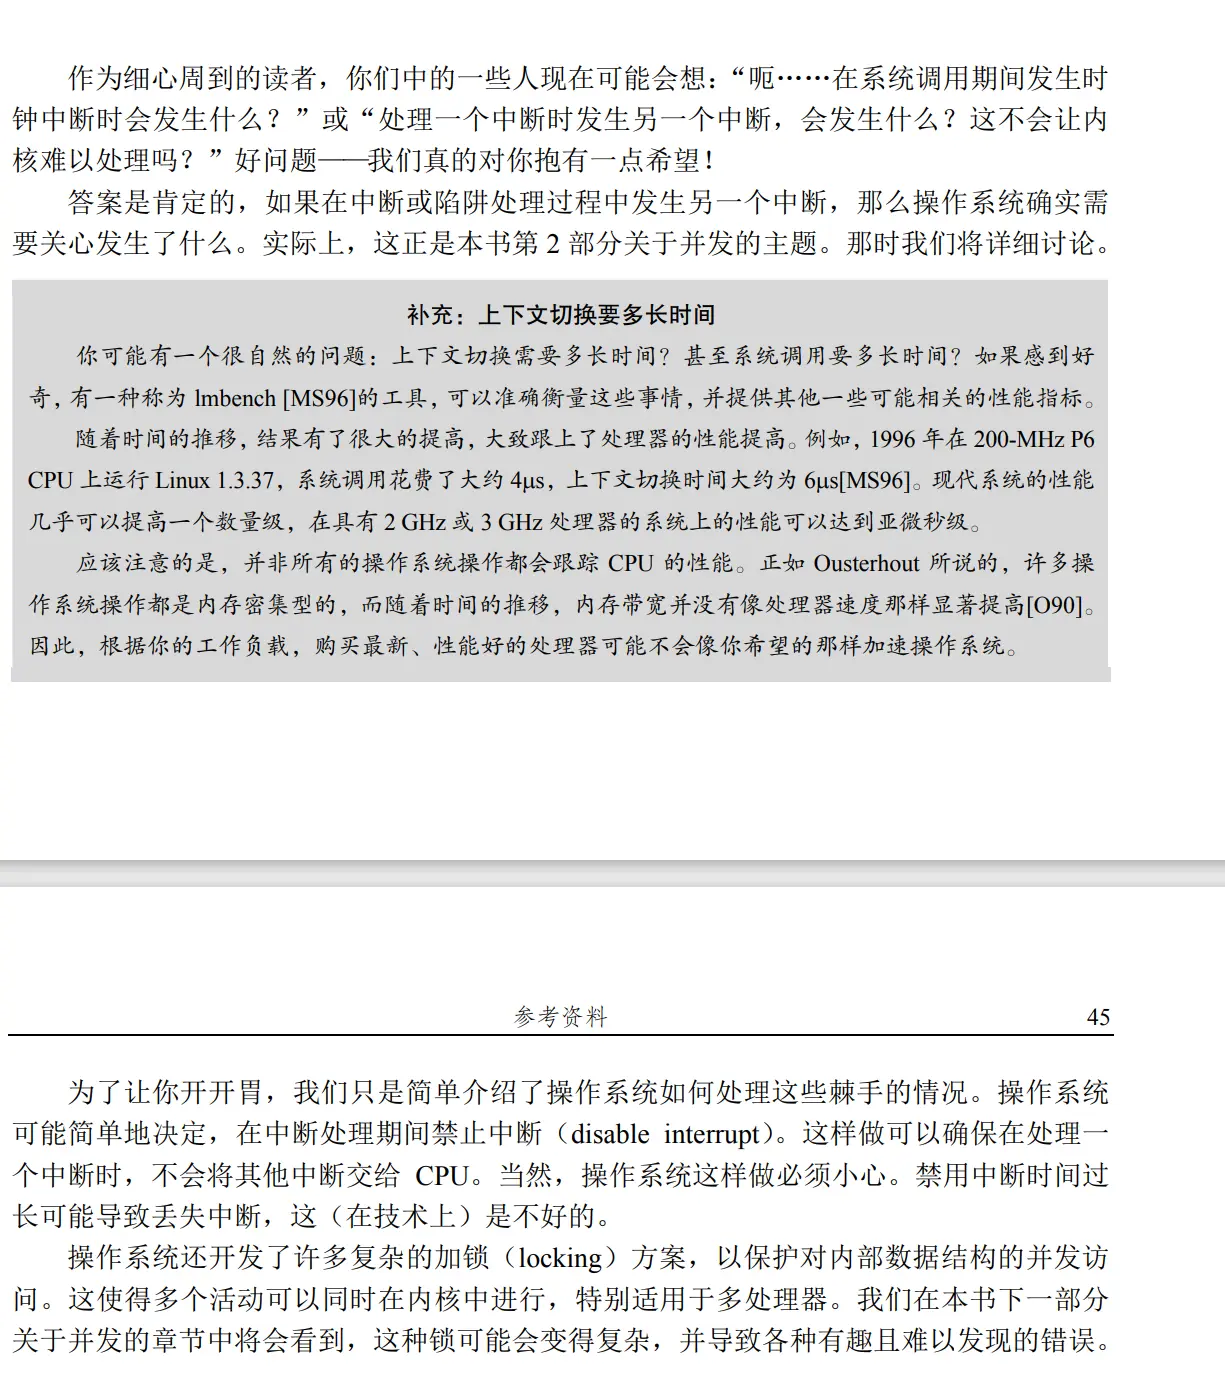 作为细心周到的读者，你们中的一些人现在可能会想：“呃……在系统调用期间发生时
钟中断时会发生什么？”或“处理一个中断时发生另一个中断，会发生什么？这不会让内
核难以处理吗？”好问题——我们真的对你抱有一点希望！
答案是肯定的，如果在中断或陷阱处理过程中发生另一个中断，那么操作系统确实需
要关心发生了什么。实际上，这正是本书第 2 部分关于并发的主题。那时我们将详细讨论。
补充：上下文切换要多长时间
你可能有一个很自然的问题：上下文切换需要多长时间？甚至系统调用要多长时间？如果感到好
奇，有一种称为 lmbench [MS96]的工具，可以准确衡量这些事情，并提供其他一些可能相关的性能指标。
随着时间的推移，结果有了很大的提高，大致跟上了处理器的性能提高。例如，1996 年在 200-MHz P6
CPU 上运行 Linux 1.3.37，系统调用花费了大约 4μs，上下文切换时间大约为 6μs[MS96]。现代系统的性能
几乎可以提高一个数量级，在具有 2 GHz 或 3 GHz 处理器的系统上的性能可以达到亚微秒级。
应该注意的是，并非所有的操作系统操作都会跟踪 CPU 的性能。正如 Ousterhout 所说的，许多操
作系统操作都是内存密集型的，而随着时间的推移，内存带宽并没有像处理器速度那样显著提高[O90]。
因此，根据你的工作负载，购买最新、性能好的处理器可能不会像你希望的那样加速操作系统。
参考资料 45
为了让你开开胃，我们只是简单介绍了操作系统如何处理这些棘手的情况。操作系统
可能简单地决定，在中断处理期间禁止中断（disable interrupt）。这样做可以确保在处理一
个中断时，不会将其他中断交给 CPU。当然，操作系统这样做必须小心。禁用中断时间过
长可能导致丢失中断，这（在技术上）是不好的。
操作系统还开发了许多复杂的加锁（locking）方案，以保护对内部数据结构的并发访
问。这使得多个活动可以同时在内核中进行，特别适用于多处理器。我们在本书下一部分
关于并发的章节中将会看到，这种锁可能会变得复杂，并导致各种有趣且难以发现的错误。